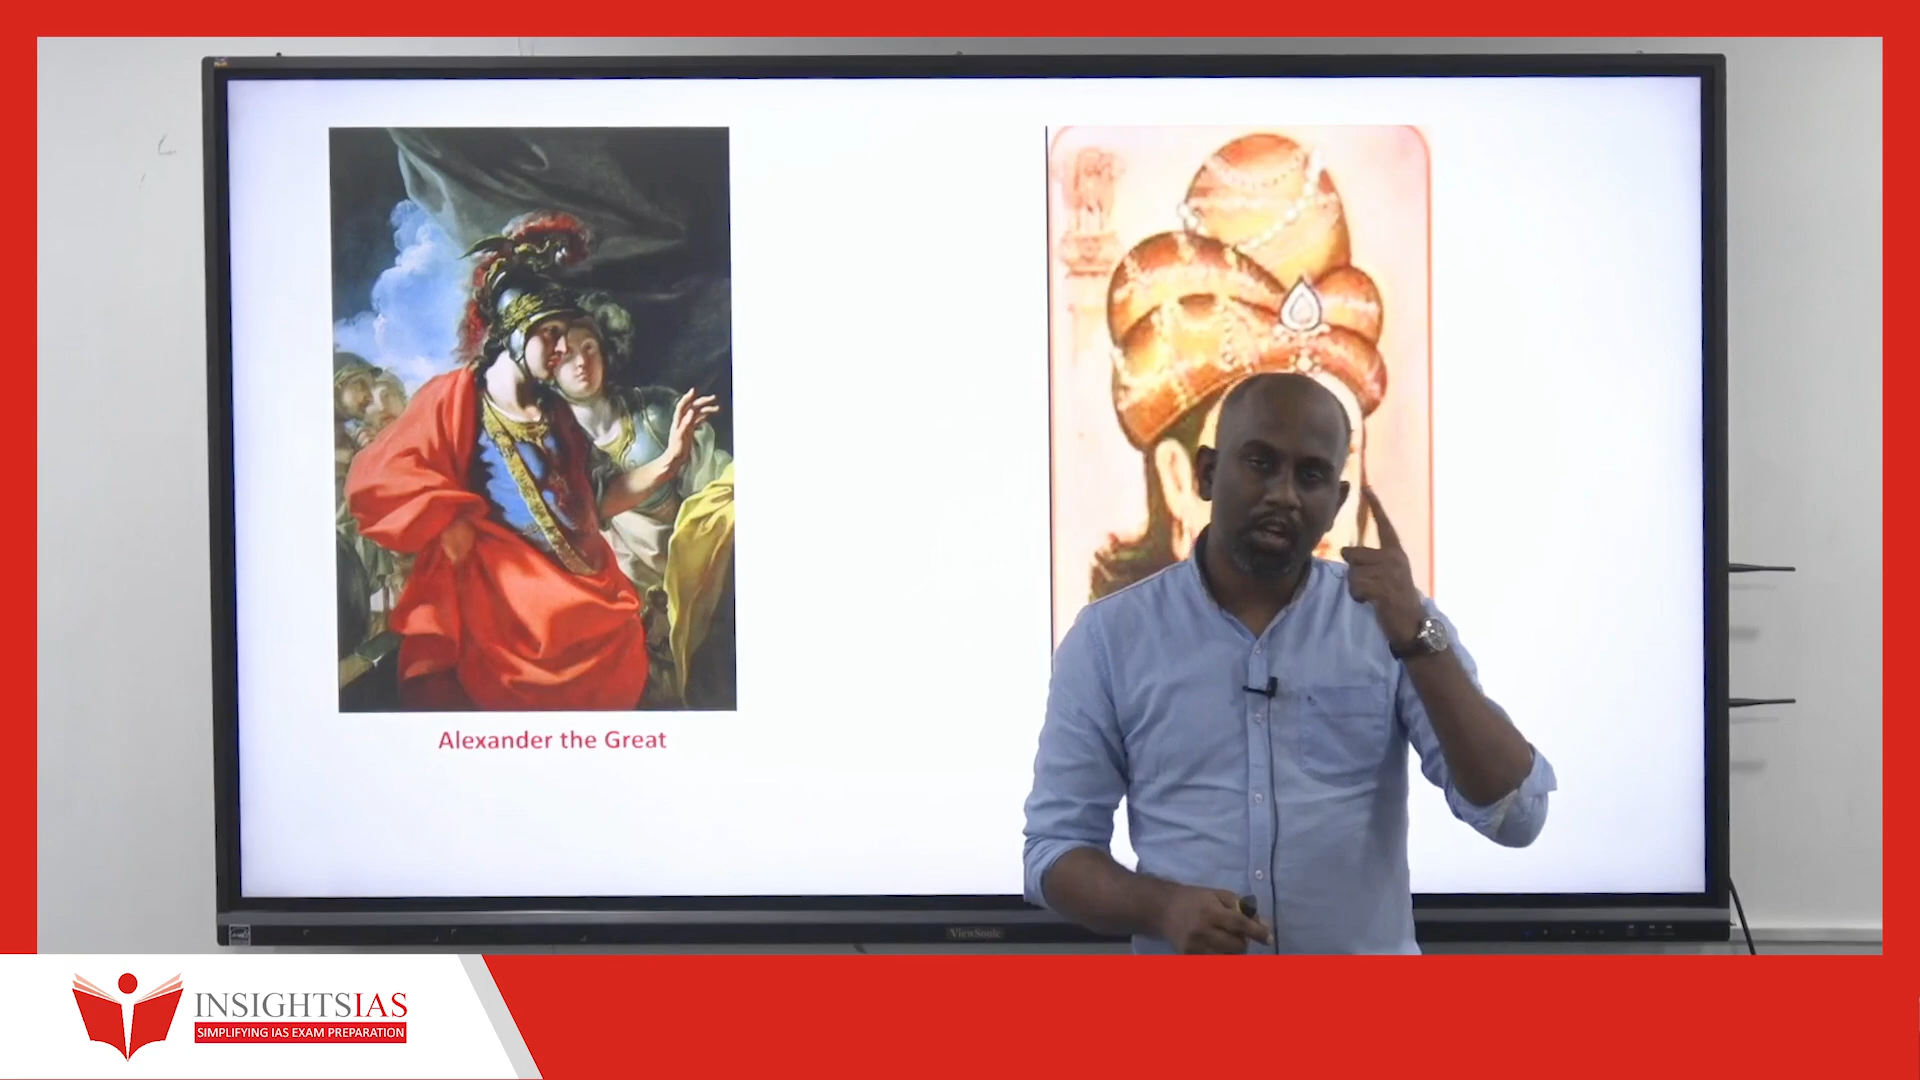 Alexander the Great
ViewSonic
INSIGHTSIAS
SIMPLIFYING IAS EXAM PREPARATION